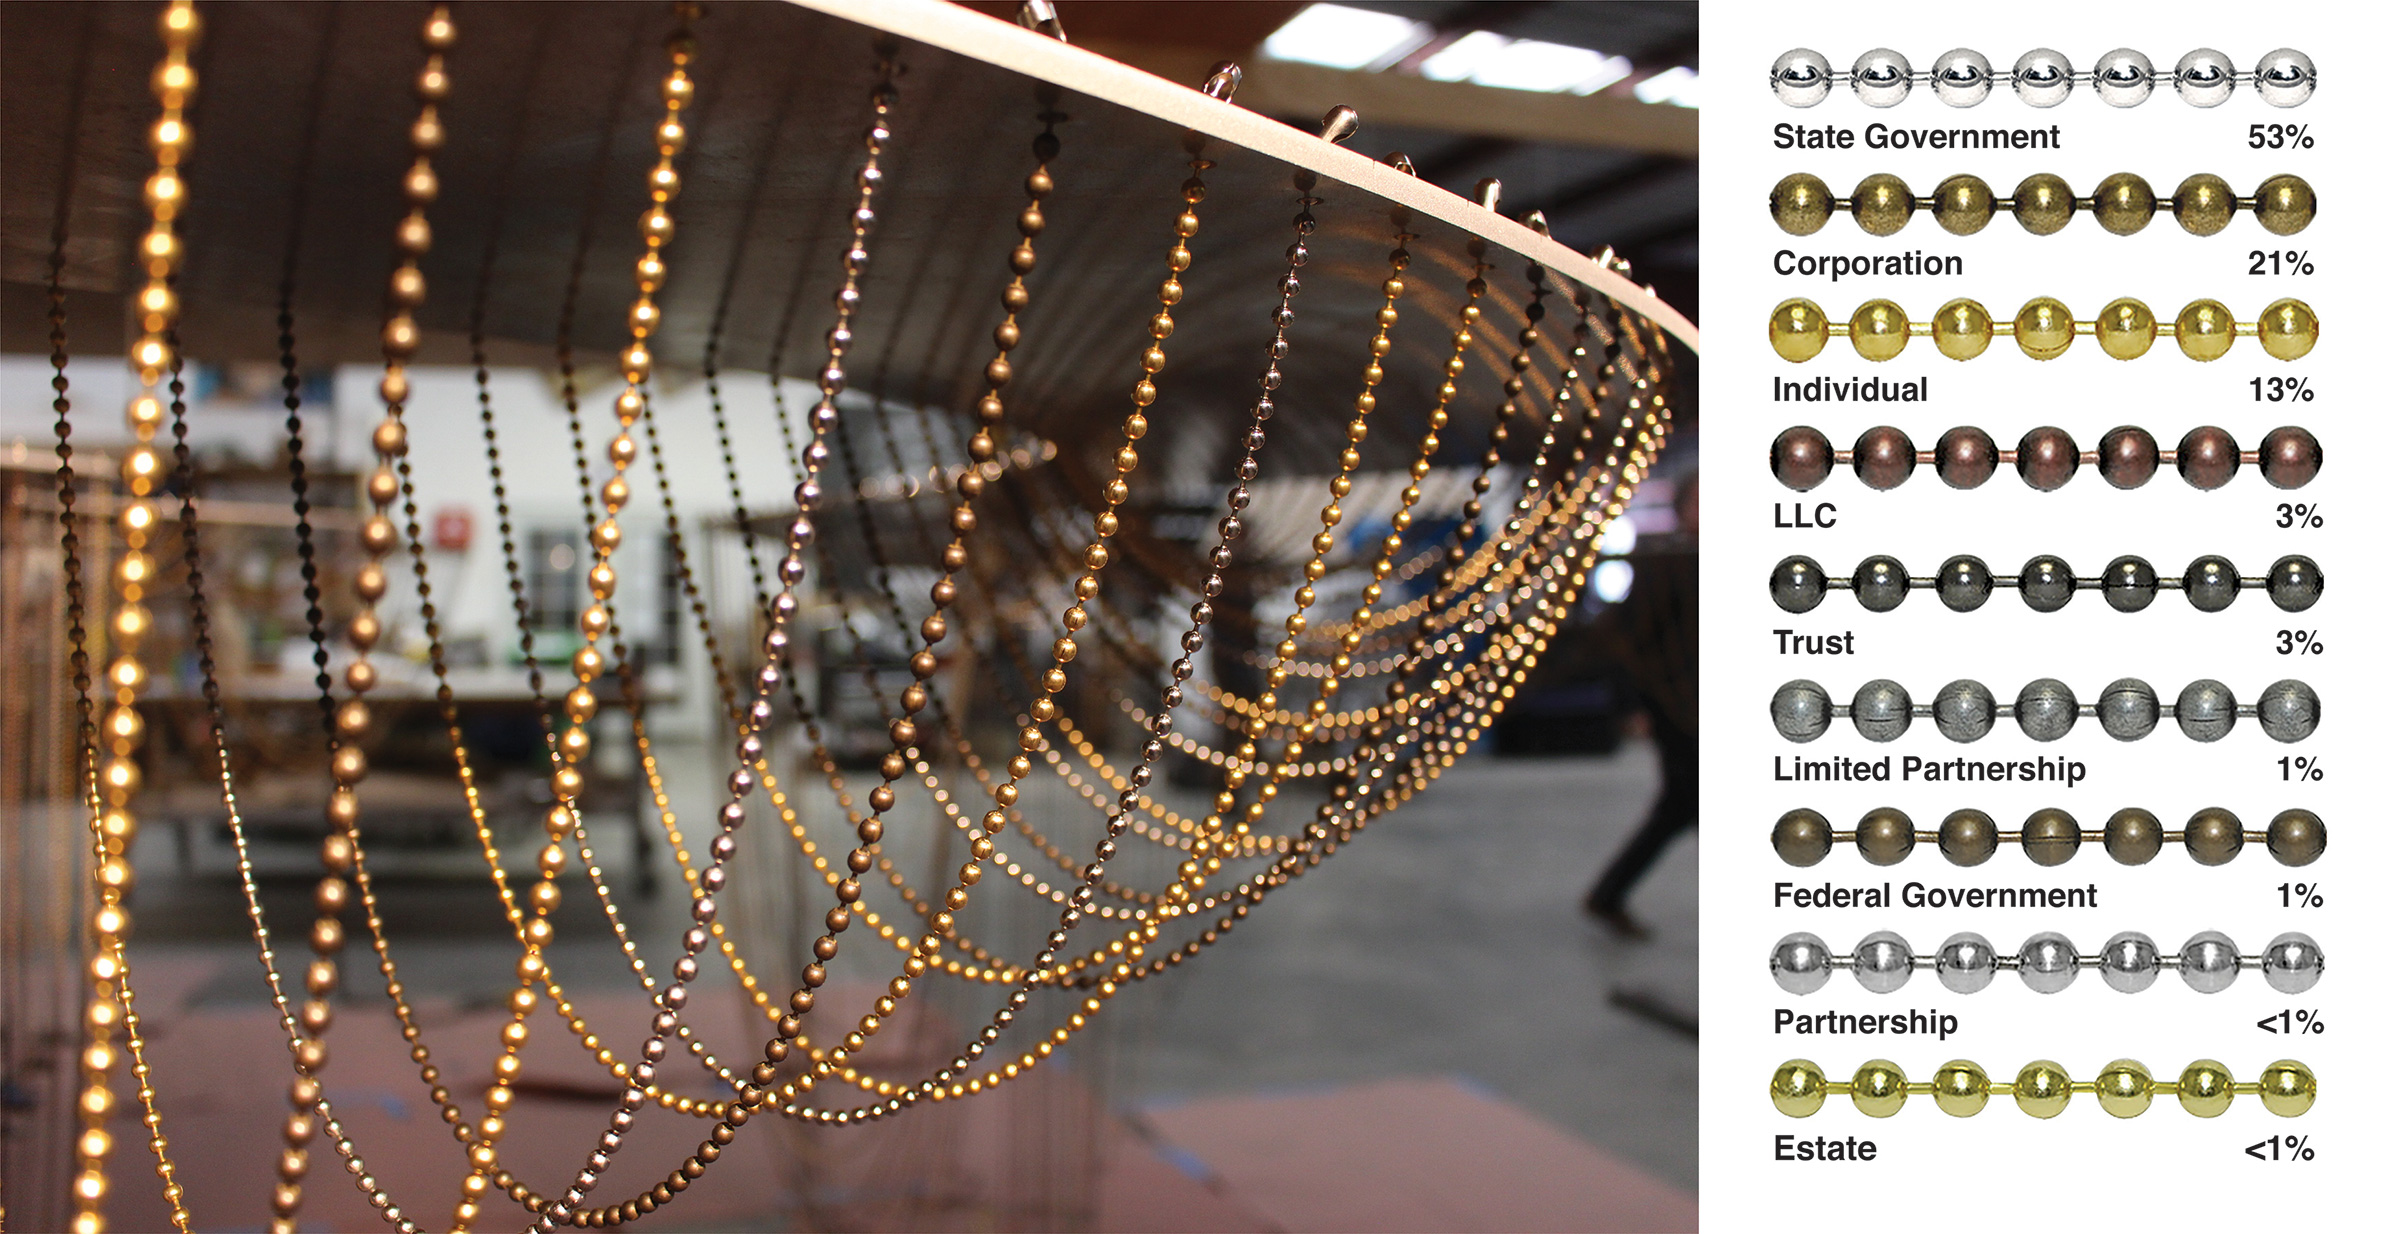 State Government 53%
Corporation 21%
Individual 13%
LLC 3%
Trust 3%
Limited Partnership 1%
Federal Government 1%
Partnership <1%
Estate <1%